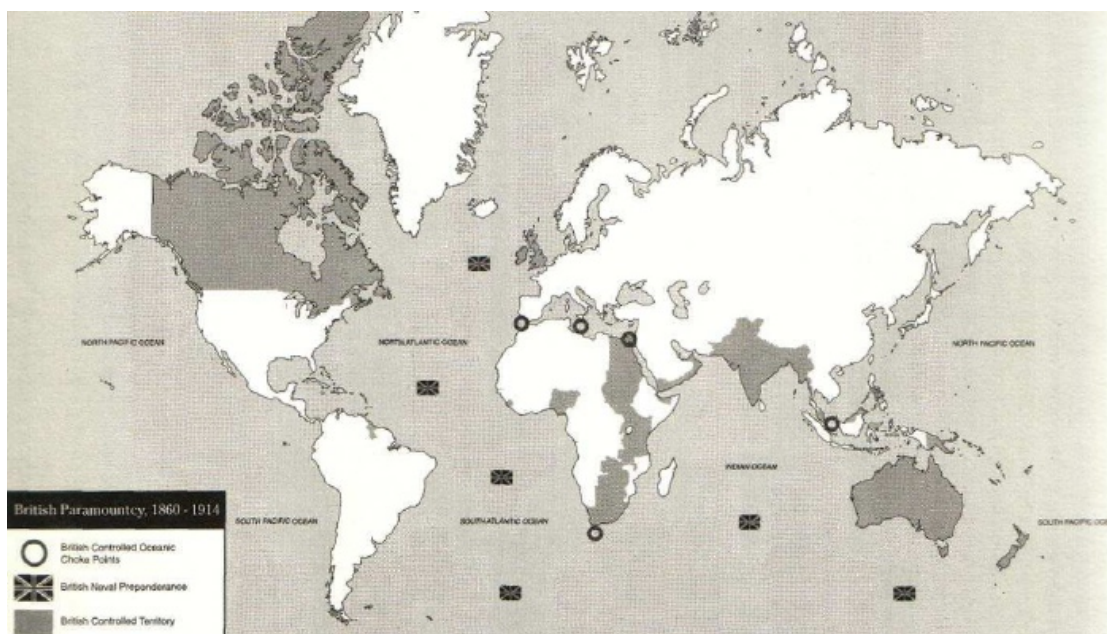 NORTH PACIFIC OCEAN
NORTH ATLANTIC OCEAN
NORTH PACIFIC OCEAN
INDIAN OCEAN
SOUTH PACIFIC OCEAN
SOUTH ATLANTIC OCEAN
SOUTH PACIFIC OCE
British Paramountcy, 1860 - 1914
British Controlled Oceanic
Choke Points
British Naval Preponderance
British Controlled Territory